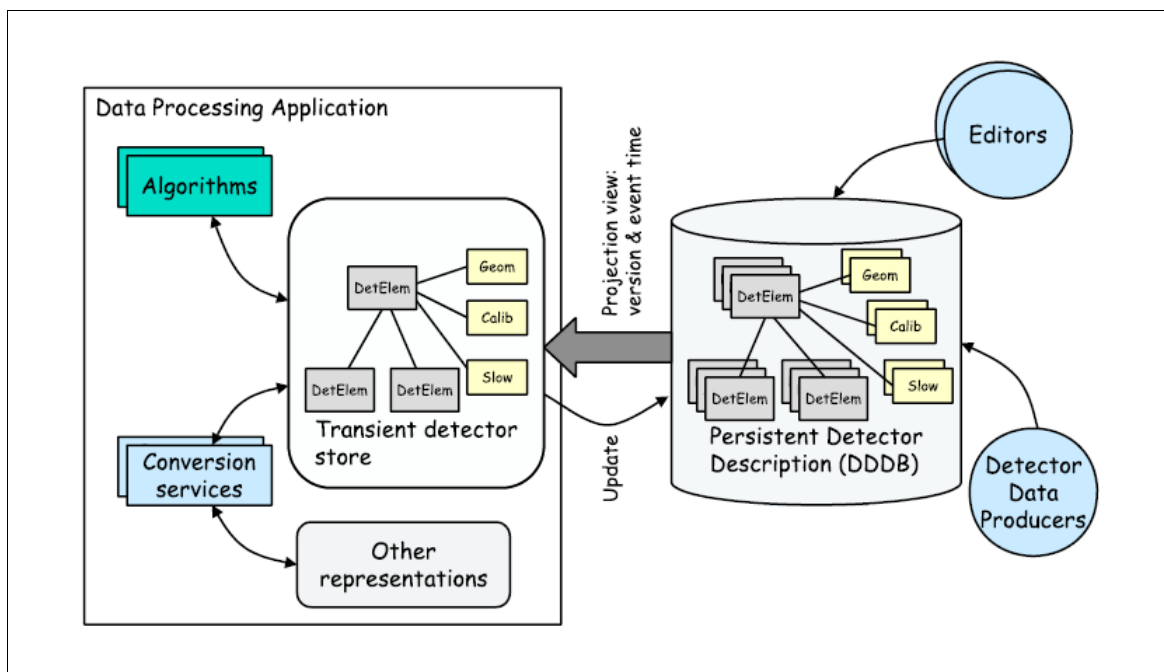 Data Processing Application
Algorithms
Geom
DetElem
Calib
Slow
DetElem
DetElem
Transient detector
store
Conversion
services
Other
representations
Projection view:
version & event time
Update
Editors
Geom
DetElem
Calib
Slow
DetElem
DetElem
Persistent Detector
Description (DDDB)
Detector
Data
Producers